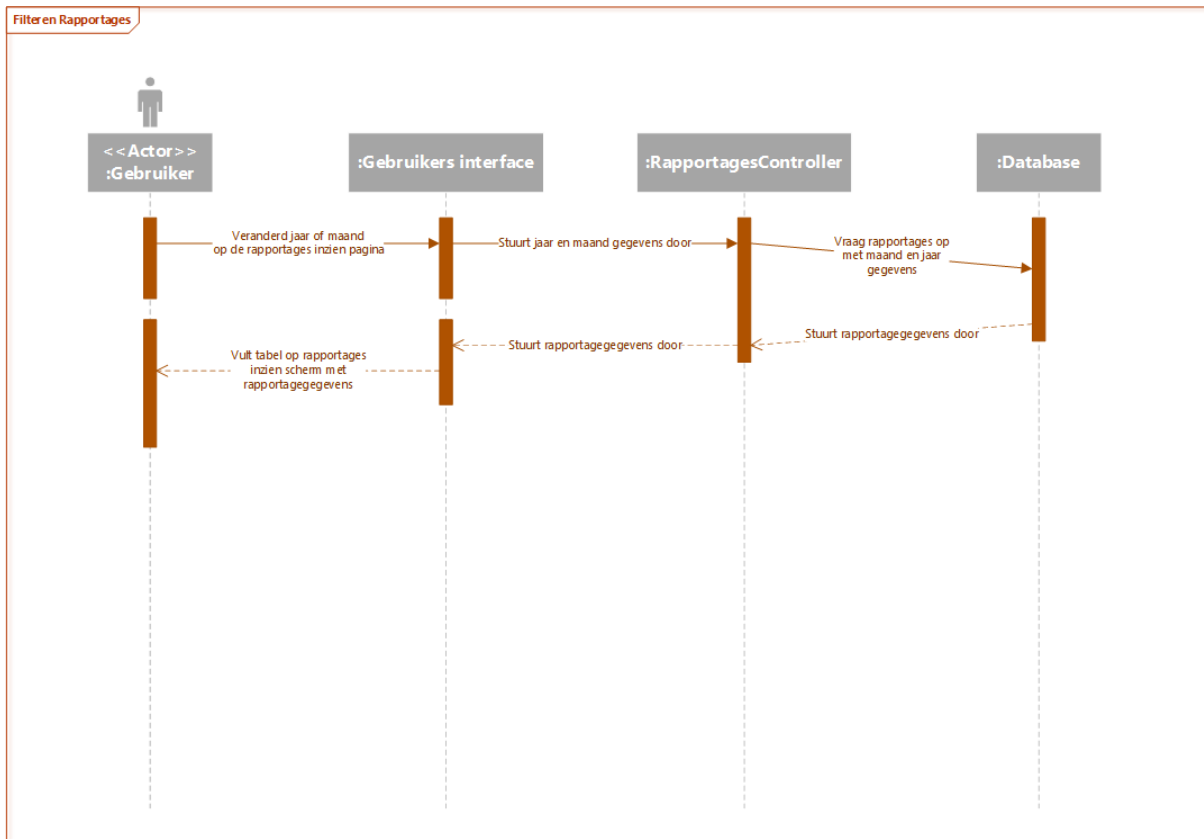 Filteren Rapportages
<<Actor>>
:Gebruiker
:Gebruikers interface
:RapportagesController
:Database
Veranderd jaar of maand
op de rapportages inzien pagina
Stuurt jaar en maand gegevens door
Vraag rapportages op
met maand en jaar
gegevens
Stuurt rapportagegegevens door
Stuurt rapportagegegevens door
Vult tabel op rapportages
inzien scherm met
rapportagegegevens